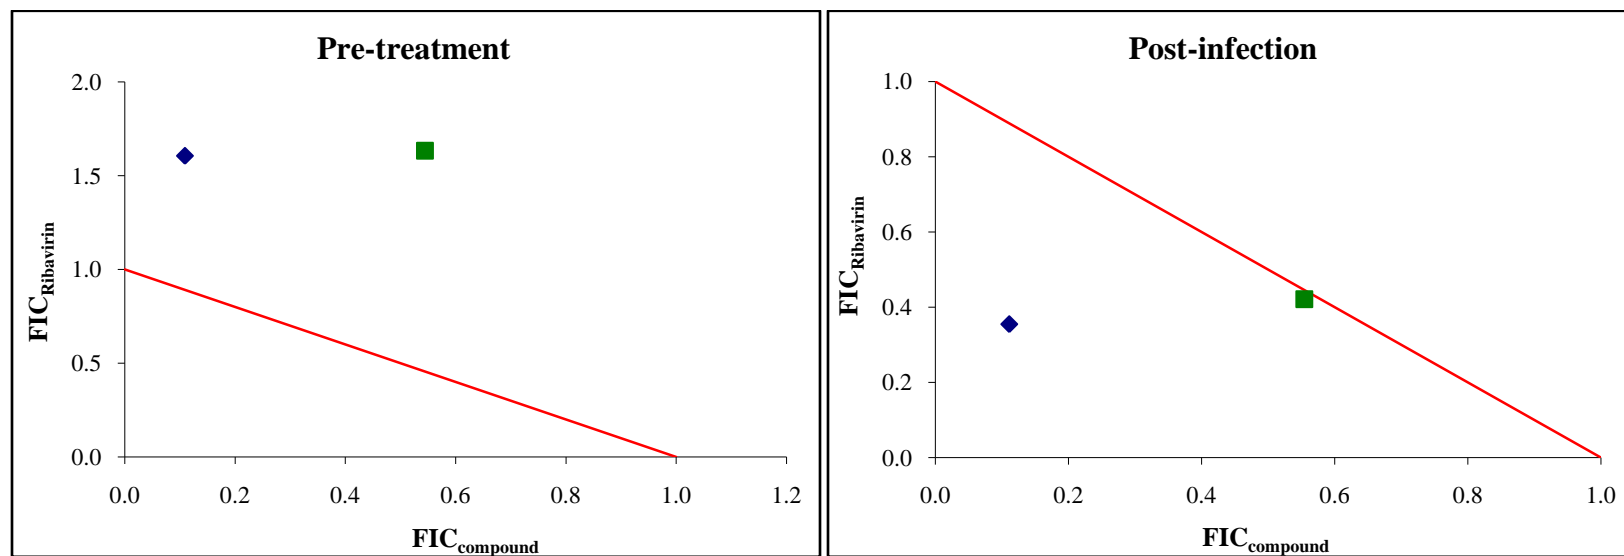 Pre-treatment
2.0
1.5
1.0
0.5
0.0
FICRibavirin
0.0 0.2 0.4 0.6 0.8 1.0 1.2
FICcompound
Post-infection
1.0
0.8
0.6
0.4
0.2
0.0
FICRibavirin
0.0 0.2 0.4 0.6 0.8 1.0
FICcompound